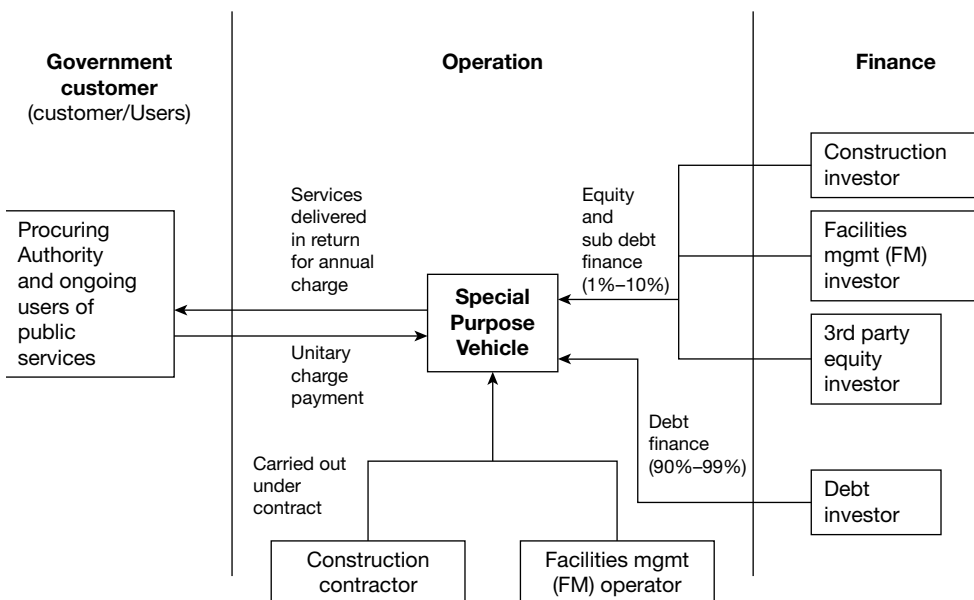 Government
customer
(customer/Users)
Operation
Finance
Procuring
Authority
and ongoing
users of
public
services
Services
delivered
in return
for annual
charge
Unitary
charge
payment
Special
Purpose
Vehicle
Equity
and
sub debt
finance
(1%–10%)
Debt
finance
(90%–99%)
Construction
investor
Facilities
mgmt (FM)
investor
3rd party
equity
investor
Debt
investor
Carried out
under
contract
Construction
contractor
Facilities mgmt
(FM) operator